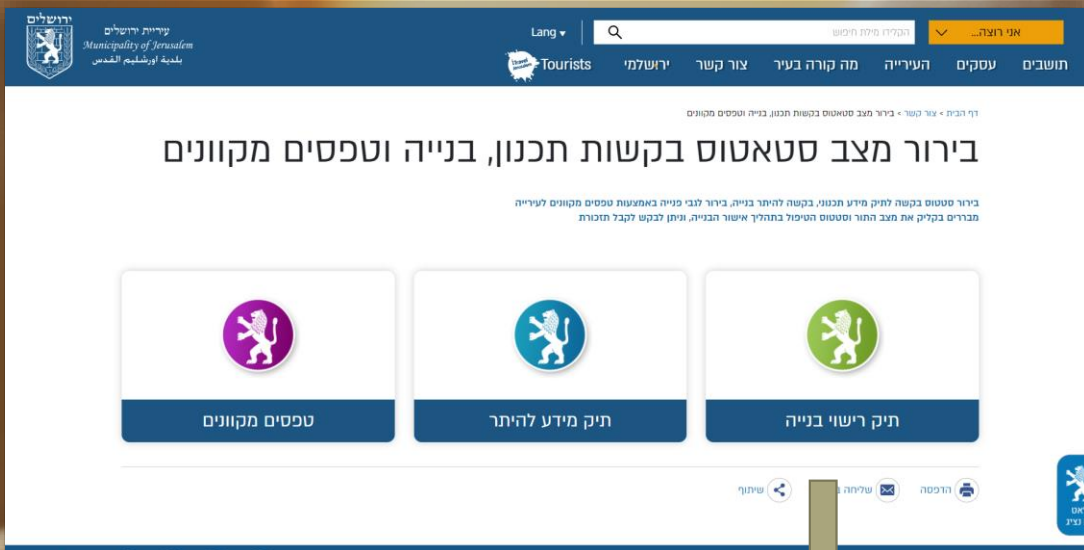 ירושלים
עיריית ירושלים
Municipality of Jerusalem
بلدية اورشليم القدس
Lang
הקלידו מילת חיפוש
אני רוצה...
תושבים עסקים העירייה מה קורה בעיר צור קשר ירושלמי Tourists
דף הבית > צור קשר > בירור מצב סטאטוס בקשות תכנון, בנייה וטפסים מקוונים
בירור מצב סטאטוס בקשות תכנון, בנייה וטפסים מקוונים
בירור סטטוס בקשה לתיק מידע תכנוני, בקשה להיתר בנייה, בירור לגבי פנייה באמצעות טפסים מקוונים לעירייה
מבררים בקליק את מצב התור וסטטוס הטיפול בתהליך אישור הבנייה, וניתן לבקש לקבל תזכורת
תיק רישוי בנייה
תיק מידע להיתר
טפסים מקוונים
הדפסה שליחה שיתוף
נציג